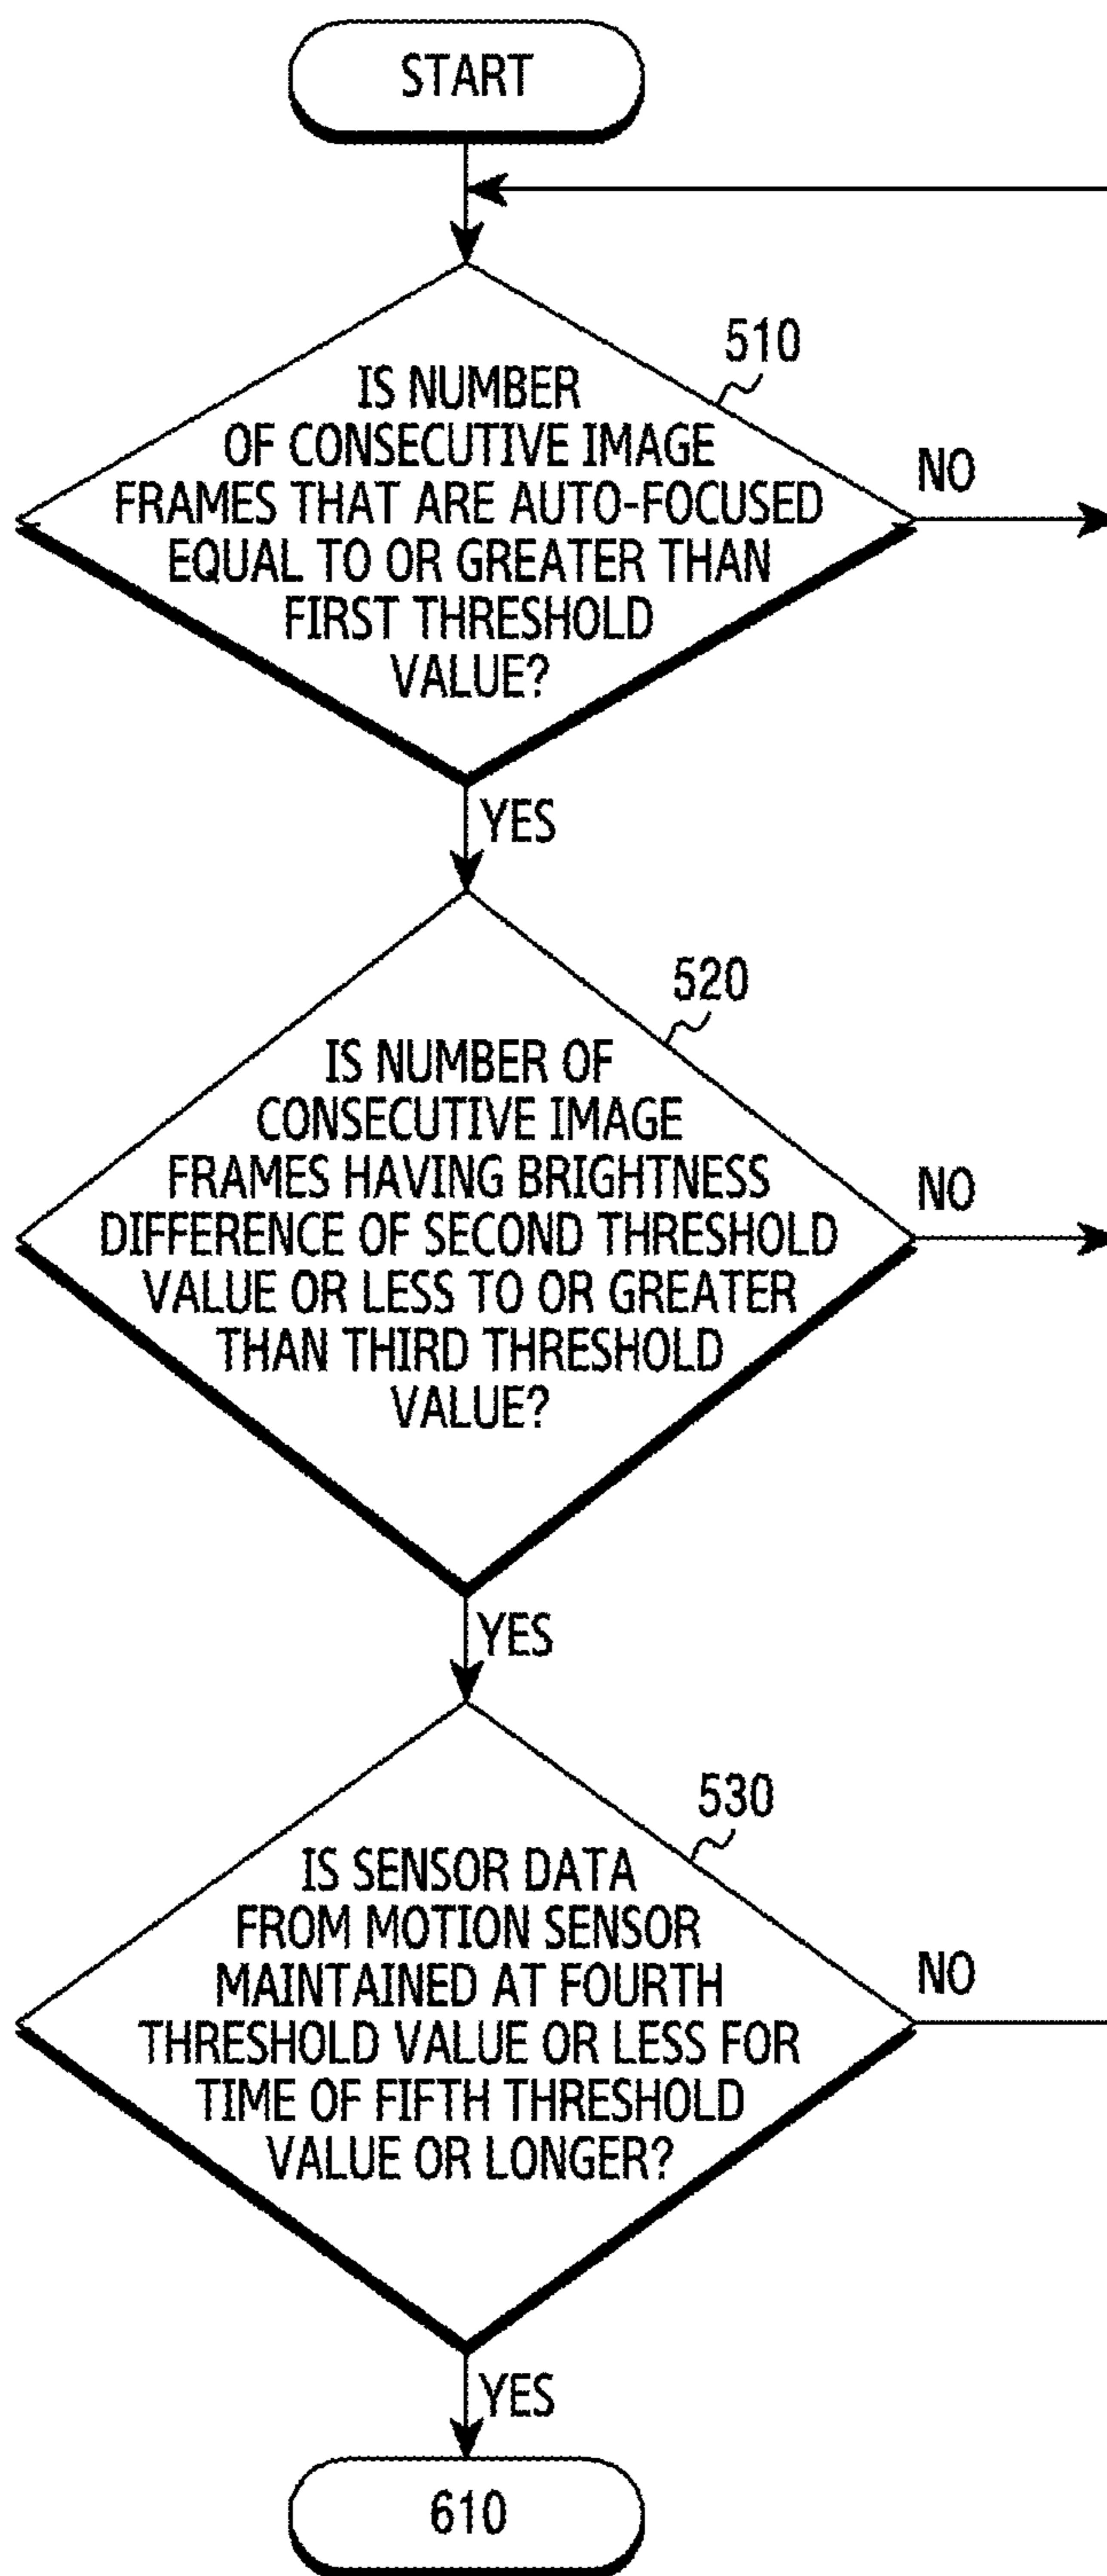 START
510
IS NUMBER
OF CONSECUTIVE IMAGE
FRAMES THAT ARE AUTO-FOCUSED
EQUAL TO OR GREATER THAN
FIRST THRESHOLD
VALUE?
NO
YES
520
IS NUMBER OF
CONSECUTIVE IMAGE
FRAMES HAVING BRIGHTNESS
DIFFERENCE OF SECOND THRESHOLD
VALUE OR LESS TO OR GREATER
THAN THIRD THRESHOLD
VALUE?
NO
YES
530
IS SENSOR DATA
FROM MOTION SENSOR
MAINTAINED AT FOURTH
THRESHOLD VALUE OR LESS FOR
TIME OF FIFTH THRESHOLD
VALUE OR LONGER?
NO
YES
610